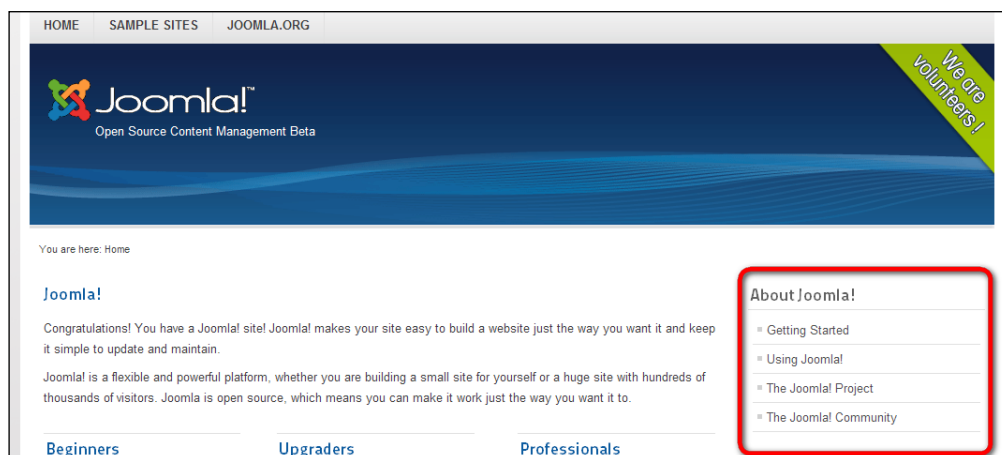 HOME SAMPLE SITES JOOMLA.ORG
We are
volunteers!
Joomla!™
Open Source Content Management Beta
You are here: Home
Joomla!
Congratulations! You have a Joomla! site! Joomla! makes your site easy to build a website just the way you want it and keep
it simple to update and maintain.
Joomla! is a flexible and powerful platform, whether you are building a small site for yourself or a huge site with hundreds of
thousands of visitors. Joomla is open source, which means you can make it work just the way you want it to.
Beginners Upgraders Professionals
About Joomla!
Getting Started
Using Joomla!
The Joomla! Project
The Joomla! Community